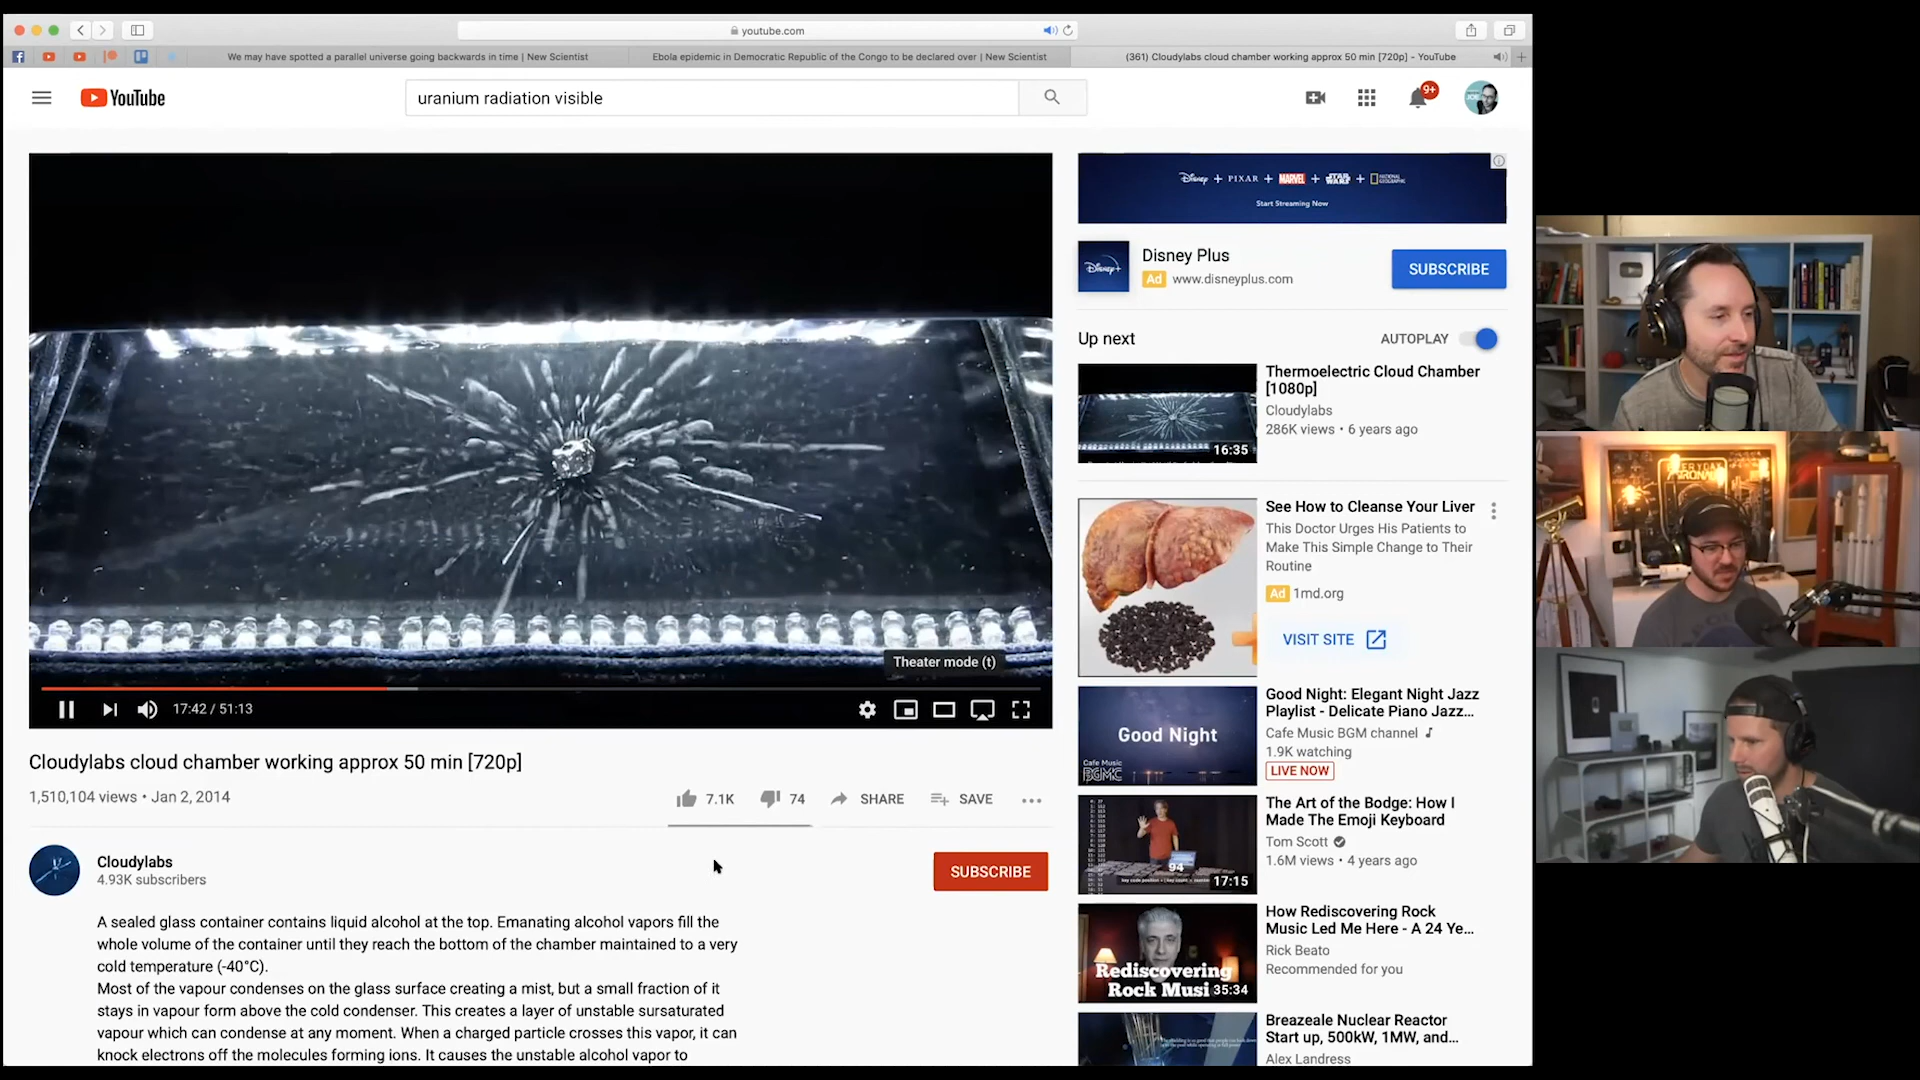 youtube.com
We may have spotted a parallel universe going backwards in time | New Scientist
Ebola epidemic in Democratic Republic of the Congo to be declared over | New Scientist
(361) Cloudylabs cloud chamber working approx 50 min [720p] - YouTube
YouTube
uranium radiation visible
9+
Disney + PIXAR + MARVEL + STAR WARS + NATIONAL GEOGRAPHIC
Start Streaming Now
Disney+
Disney Plus
Ad www.disneyplus.com
SUBSCRIBE
Up next
AUTOPLAY
Thermoelectric Cloud Chamber
[1080p]
Cloudylabs
286K views • 6 years ago
16:35
See How to Cleanse Your Liver
This Doctor Urges His Patients to
Make This Simple Change to Their
Routine
Ad 1md.org
VISIT SITE
Theater mode (t)
17:42 / 51:13
Good Night
Cafe Music
BGMC
Good Night: Elegant Night Jazz
Playlist - Delicate Piano Jazz...
Cafe Music BGM channel
1.9K watching
LIVE NOW
Cloudylabs cloud chamber working approx 50 min [720p]
1,510,104 views • Jan 2, 2014
7.1K
74
SHARE
SAVE
94
17:15
The Art of the Bodge: How I
Made The Emoji Keyboard
Tom Scott
1.6M views • 4 years ago
Cloudylabs
4.93K subscribers
SUBSCRIBE
A sealed glass container contains liquid alcohol at the top. Emanating alcohol vapors fill the
whole volume of the container until they reach the bottom of the chamber maintained to a very
cold temperature (-40°C).
Most of the vapour condenses on the glass surface creating a mist, but a small fraction of it
stays in vapour form above the cold condenser. This creates a layer of unstable sursaturated
vapour which can condense at any moment. When a charged particle crosses this vapor, it can
knock electrons off the molecules forming ions. It causes the unstable alcohol vapor to
Rediscovering
Rock Musi
35:34
How Rediscovering Rock
Music Led Me Here - A 24 Ye...
Rick Beato
Recommended for you
Breazeale Nuclear Reactor
Start up, 500kW, 1MW, and...
Alex Landress